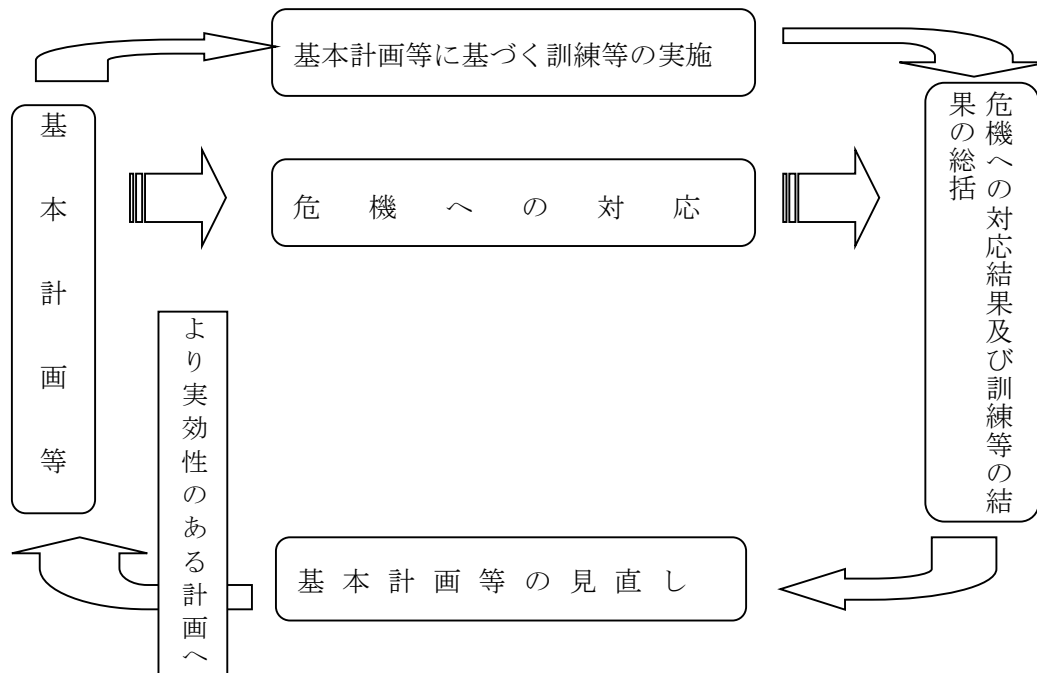 基本計画等に基づく訓練等の実施
基本計画等
危機への対応
危機への対応結果及び訓練等の結
果の総括
より実効性のある計画へ
基本計画等の見直し